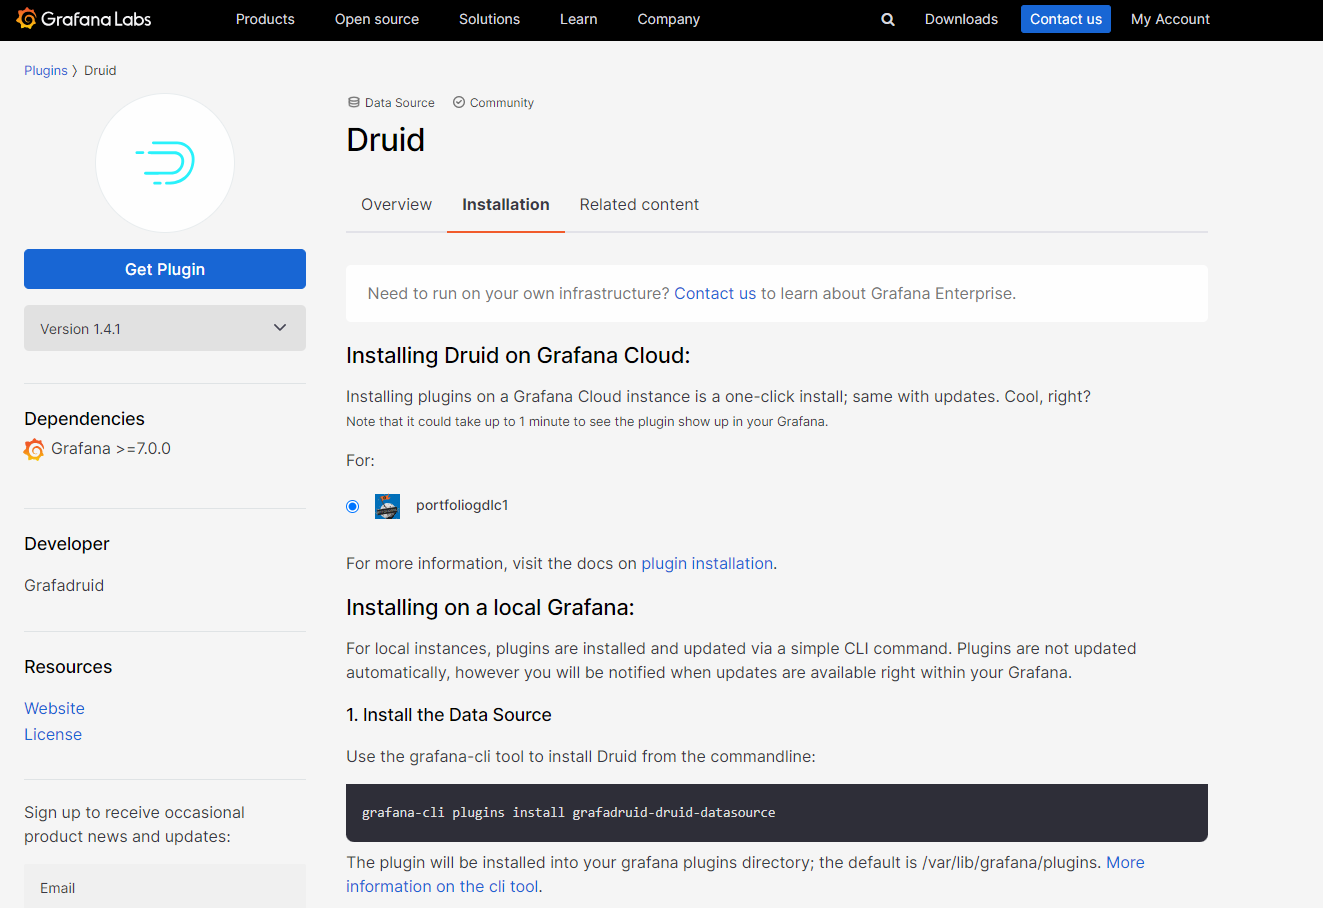 Grafana Labs
Products
Open source
Solutions
Learn
Company
Downloads
Contact us
My Account
Plugins ❭ Druid
Get Plugin
Version 1.4.1
Dependencies
Grafana >=7.0.0
Developer
Grafadruid
Resources
Website
License
Sign up to receive occasional
product news and updates:
Email
Data Source
Community
Druid
Overview
Installation
Related content
Need to run on your own infrastructure? Contact us to learn about Grafana Enterprise.
Installing Druid on Grafana Cloud:
Installing plugins on a Grafana Cloud instance is a one-click install; same with updates. Cool, right?
Note that it could take up to 1 minute to see the plugin show up in your Grafana.
For:
portfoliogdlc1
For more information, visit the docs on plugin installation.
Installing on a local Grafana:
For local instances, plugins are installed and updated via a simple CLI command. Plugins are not updated
automatically, however you will be notified when updates are available right within your Grafana.
1. Install the Data Source
Use the grafana-cli tool to install Druid from the commandline:
grafana-cli plugins install grafadruid-druid-datasource
The plugin will be installed into your grafana plugins directory; the default is /var/lib/grafana/plugins. More
information on the cli tool.